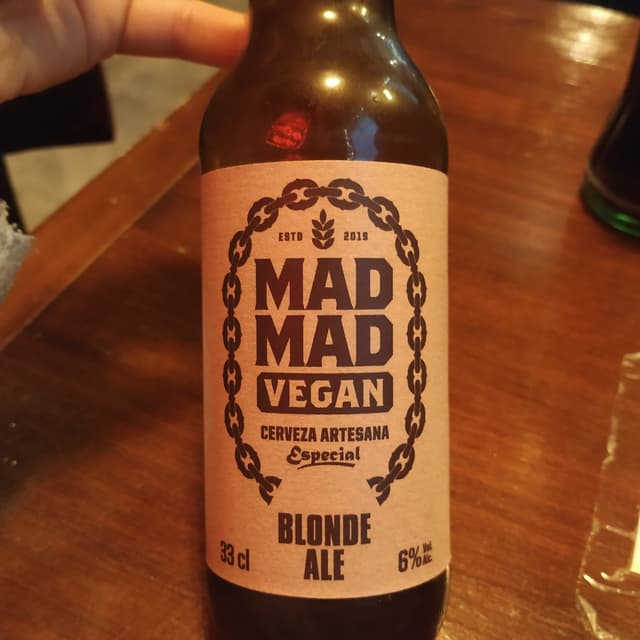 ESTD 2019
MAD
MAD
VEGAN
CERVEZA ARTESANA
Especial
BLONDE
ALE
33 cl
6% Vol.
Alc.